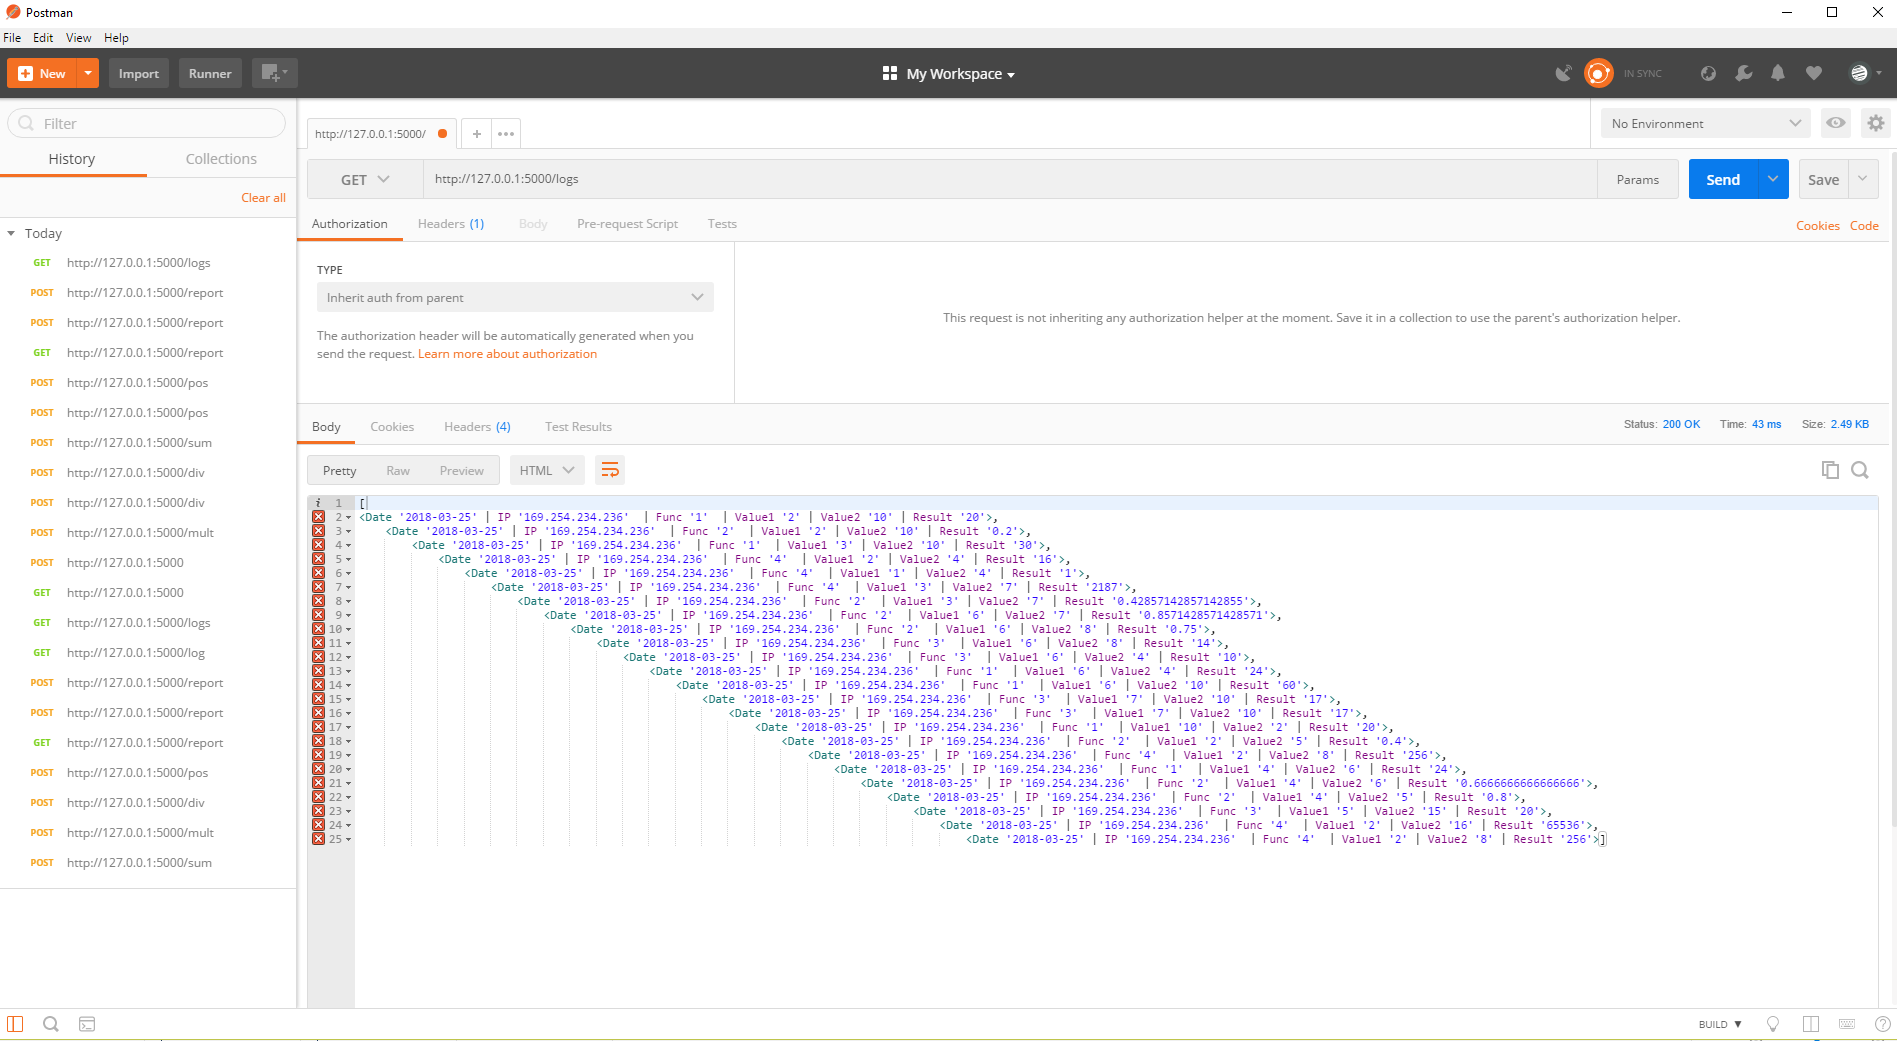 Postman
File Edit View Help
New Import Runner My Workspace IN SYNC
Filter
History Collections
Clear all
Today
GET http://127.0.0.1:5000/logs
POST http://127.0.0.1:5000/report
POST http://127.0.0.1:5000/report
GET http://127.0.0.1:5000/report
POST http://127.0.0.1:5000/pos
POST http://127.0.0.1:5000/pos
POST http://127.0.0.1:5000/sum
POST http://127.0.0.1:5000/div
POST http://127.0.0.1:5000/div
POST http://127.0.0.1:5000/mult
POST http://127.0.0.1:5000
GET http://127.0.0.1:5000
GET http://127.0.0.1:5000/logs
GET http://127.0.0.1:5000/log
POST http://127.0.0.1:5000/report
POST http://127.0.0.1:5000/report
GET http://127.0.0.1:5000/report
POST http://127.0.0.1:5000/pos
POST http://127.0.0.1:5000/div
POST http://127.0.0.1:5000/mult
POST http://127.0.0.1:5000/sum
http://127.0.0.1:5000/ + •••
No Environment
GET http://127.0.0.1:5000/logs Params Send Save
Authorization Headers (1) Body Pre-request Script Tests Cookies Code
TYPE
Inherit auth from parent
The authorization header will be automatically generated when you
send the request. Learn more about authorization
This request is not inheriting any authorization helper at the moment. Save it in a collection to use the parent's authorization helper.
Body Cookies Headers (4) Test Results Status: 200 OK Time: 43 ms Size: 2.49 KB
Pretty Raw Preview HTML
i 1 [
2 <Date '2018-03-25' | IP '169.254.234.236' | Func '1' | Value1 '2' | Value2 '10' | Result '20'>,
3 <Date '2018-03-25' | IP '169.254.234.236' | Func '2' | Value1 '2' | Value2 '10' | Result '0.2'>,
4 <Date '2018-03-25' | IP '169.254.234.236' | Func '1' | Value1 '3' | Value2 '10' | Result '30'>,
5 <Date '2018-03-25' | IP '169.254.234.236' | Func '4' | Value1 '2' | Value2 '4' | Result '16'>,
6 <Date '2018-03-25' | IP '169.254.234.236' | Func '4' | Value1 '1' | Value2 '4' | Result '1'>,
7 <Date '2018-03-25' | IP '169.254.234.236' | Func '4' | Value1 '3' | Value2 '7' | Result '2187'>,
8 <Date '2018-03-25' | IP '169.254.234.236' | Func '2' | Value1 '3' | Value2 '7' | Result '0.42857142857142855'>,
9 <Date '2018-03-25' | IP '169.254.234.236' | Func '2' | Value1 '6' | Value2 '7' | Result '0.8571428571428571'>,
10 <Date '2018-03-25' | IP '169.254.234.236' | Func '2' | Value1 '6' | Value2 '8' | Result '0.75'>,
11 <Date '2018-03-25' | IP '169.254.234.236' | Func '3' | Value1 '6' | Value2 '8' | Result '14'>,
12 <Date '2018-03-25' | IP '169.254.234.236' | Func '3' | Value1 '6' | Value2 '4' | Result '10'>,
13 <Date '2018-03-25' | IP '169.254.234.236' | Func '1' | Value1 '6' | Value2 '4' | Result '24'>,
14 <Date '2018-03-25' | IP '169.254.234.236' | Func '1' | Value1 '6' | Value2 '10' | Result '60'>,
15 <Date '2018-03-25' | IP '169.254.234.236' | Func '3' | Value1 '7' | Value2 '10' | Result '17'>,
16 <Date '2018-03-25' | IP '169.254.234.236' | Func '3' | Value1 '7' | Value2 '10' | Result '17'>,
17 <Date '2018-03-25' | IP '169.254.234.236' | Func '1' | Value1 '10' | Value2 '2' | Result '20'>,
18 <Date '2018-03-25' | IP '169.254.234.236' | Func '2' | Value1 '2' | Value2 '5' | Result '0.4'>,
19 <Date '2018-03-25' | IP '169.254.234.236' | Func '4' | Value1 '2' | Value2 '8' | Result '256'>,
20 <Date '2018-03-25' | IP '169.254.234.236' | Func '1' | Value1 '4' | Value2 '6' | Result '24'>,
21 <Date '2018-03-25' | IP '169.254.234.236' | Func '2' | Value1 '4' | Value2 '6' | Result '0.6666666666666666'>,
22 <Date '2018-03-25' | IP '169.254.234.236' | Func '2' | Value1 '4' | Value2 '5' | Result '0.8'>,
23 <Date '2018-03-25' | IP '169.254.234.236' | Func '3' | Value1 '5' | Value2 '15' | Result '20'>,
24 <Date '2018-03-25' | IP '169.254.234.236' | Func '4' | Value1 '2' | Value2 '16' | Result '65536'>,
25 <Date '2018-03-25' | IP '169.254.234.236' | Func '4' | Value1 '2' | Value2 '8' | Result '256'>]
BUILD